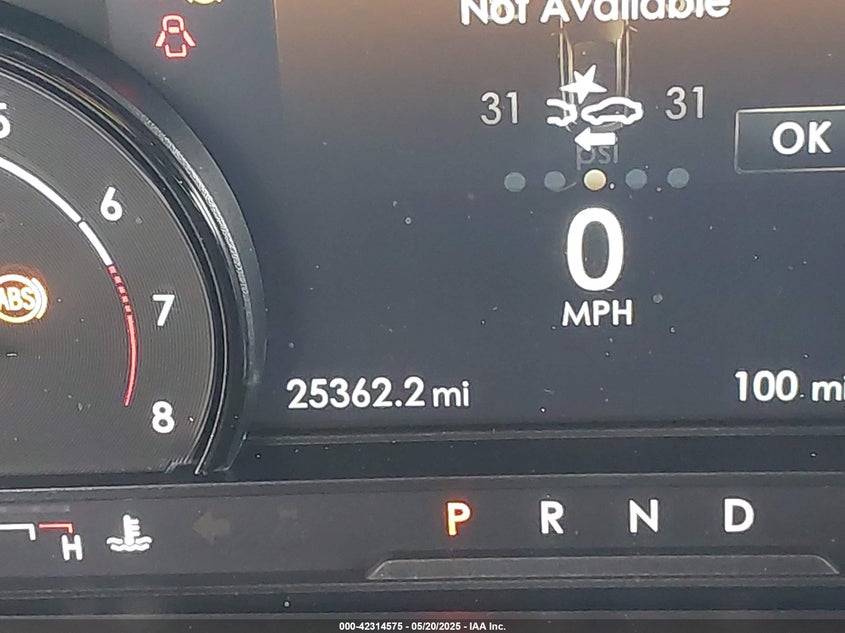 Not Available
31 31
OK
psi
5
6
0
ABS
7
MPH
25362.2 mi
100 mi
8
P R N D
H
000-42314575 - 05/20/2025 - IAA Inc.